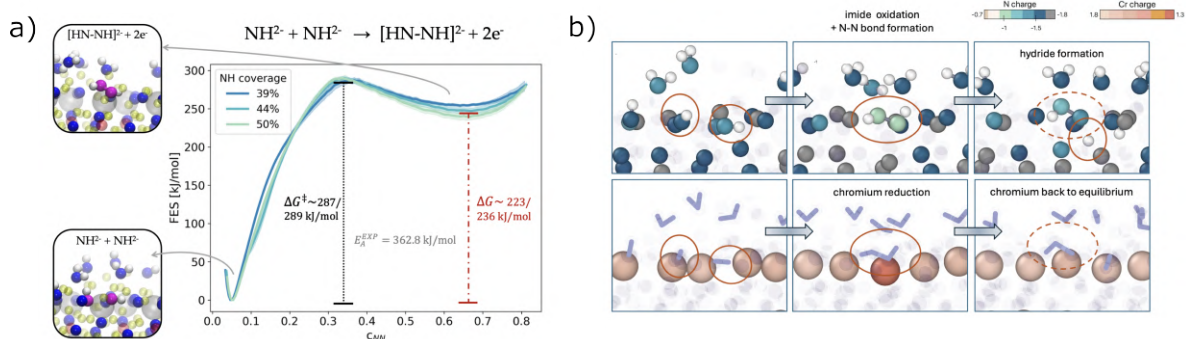 a)
[HN-NH]²⁻ + 2e⁻
NH²⁻ + NH²⁻ → [HN-NH]²⁻ + 2e⁻
NH²⁻ + NH²⁻
FES [kJ/mol]
300
250
200
150
100
50
0
NH coverage
39%
44%
50%
ΔG‡~287/
289 kJ/mol
E_A^EXP = 362.8 kJ/mol
ΔG~ 223/
236 kJ/mol
0.0 0.1 0.2 0.3 0.4 0.5 0.6 0.7 0.8
c_NN
b)
imide oxidation
+ N-N bond formation
N charge
-0.7 -1.8
-1 -1.5
Cr charge
1.8 1.3
hydride formation
chromium reduction
chromium back to equilibrium